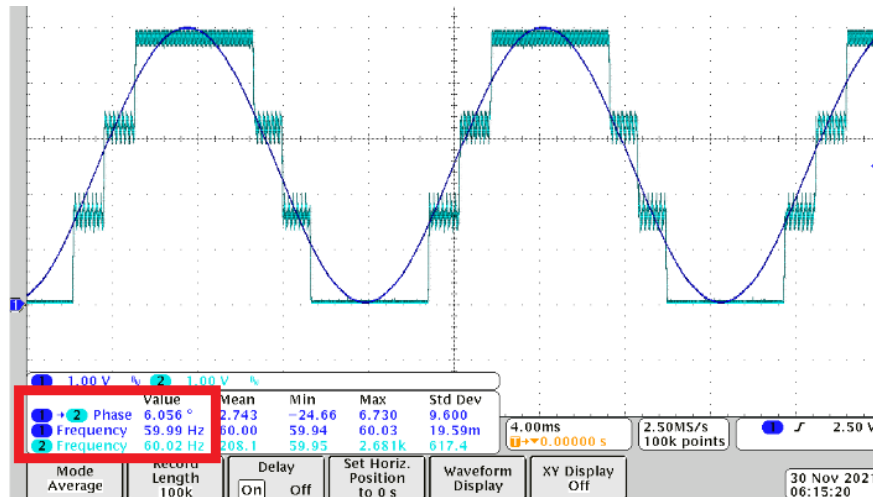 1
1 1.00 V 2 1.00 V
Value Mean Min Max Std Dev
1 → 2 Phase 6.056 ° 2.743 −24.66 6.730 9.600
1 Frequency 59.99 Hz 60.00 59.94 60.03 19.59m
2 Frequency 60.02 Hz 208.1 59.95 2.681k 617.4
4.00ms
T→▼0.00000 s
2.50MS/s
100k points
1 2.50 V
Mode
Average
Record
Length
100k
Delay
On Off
Set Horiz.
Position
to 0 s
Waveform
Display
XY Display
Off
30 Nov 2021
06:15:20